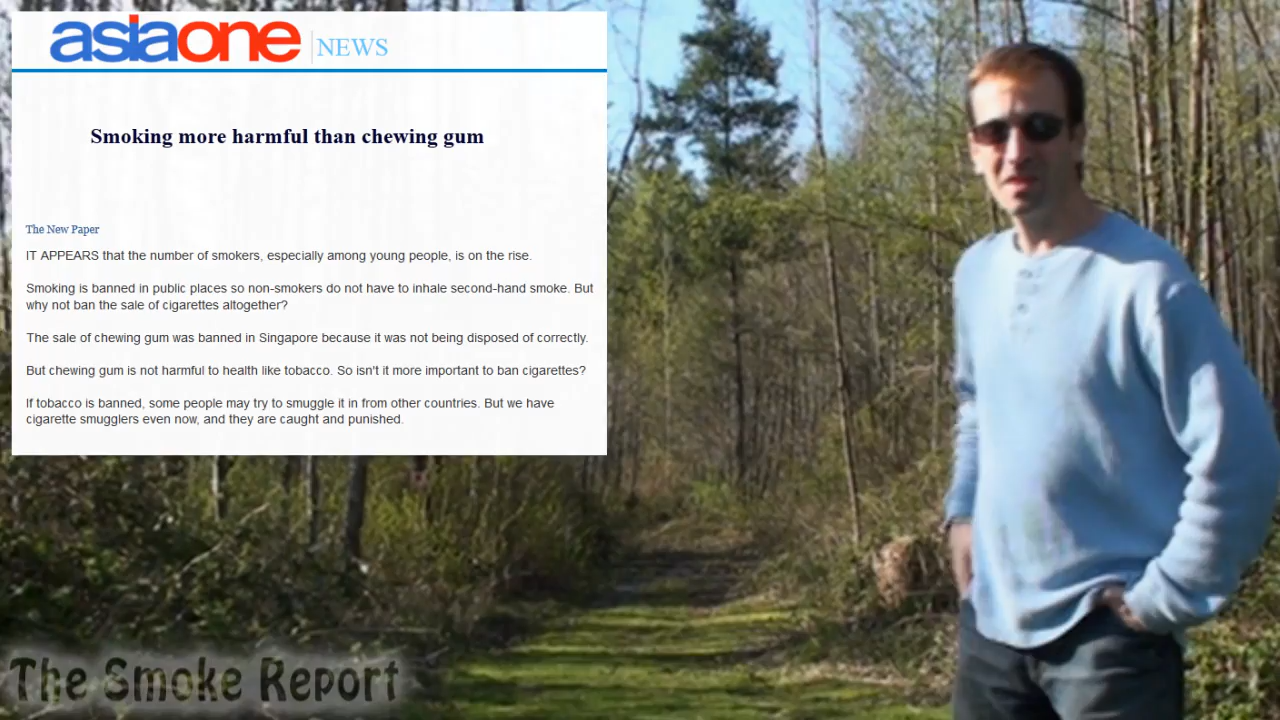 asiaone NEWS
Smoking more harmful than chewing gum
The New Paper
IT APPEARS that the number of smokers, especially among young people, is on the rise.
Smoking is banned in public places so non-smokers do not have to inhale second-hand smoke. But
why not ban the sale of cigarettes altogether?
The sale of chewing gum was banned in Singapore because it was not being disposed of correctly.
But chewing gum is not harmful to health like tobacco. So isn't it more important to ban cigarettes?
If tobacco is banned, some people may try to smuggle it in from other countries. But we have
cigarette smugglers even now, and they are caught and punished.
The Smoke Report